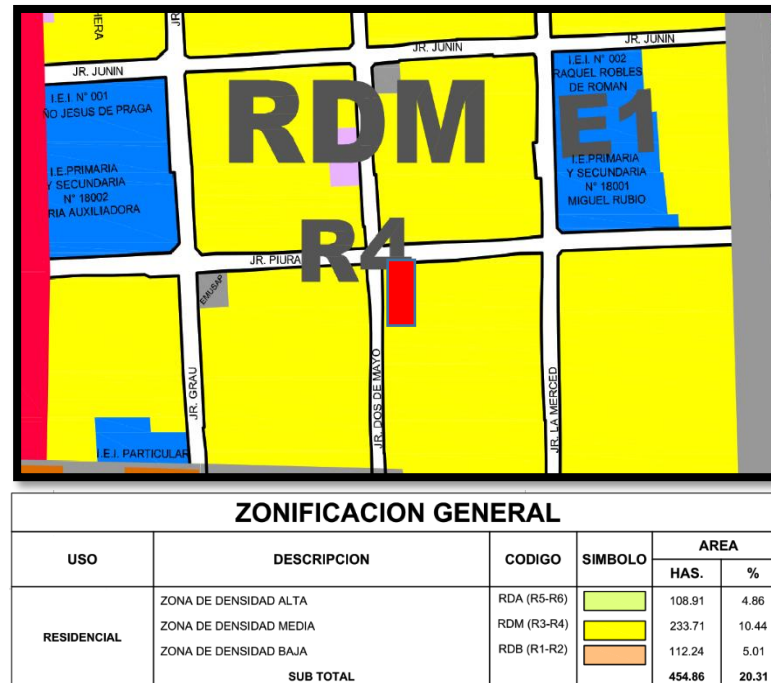 JR. JUNIN
JR. JUNIN
JR. JUNIN
I.E.I. N° 001
ÑO JESUS DE PRAGA
RDM
I.E.I. N° 002
RAQUEL ROBLES
DE ROMAN
E1
I.E.PRIMARIA
Y SECUNDARIA
N° 18002
RIA AUXILIADORA
I.E.PRIMARIA
Y SECUNDARIA
N° 18001
MIGUEL RUBIO
R4
JR. PIURA
EMUSAP
JR. GRAU
JR. DOS DE MAYO
JR. LA MERCED
I.E.I. PARTICULAR
ZONIFICACION GENERAL
USO DESCRIPCION CODIGO SIMBOLO AREA
HAS. %
ZONA DE DENSIDAD ALTA RDA (R5-R6) 108.91 4.86
RESIDENCIAL ZONA DE DENSIDAD MEDIA RDM (R3-R4) 233.71 10.44
ZONA DE DENSIDAD BAJA RDB (R1-R2) 112.24 5.01
SUB TOTAL 454.86 20.31